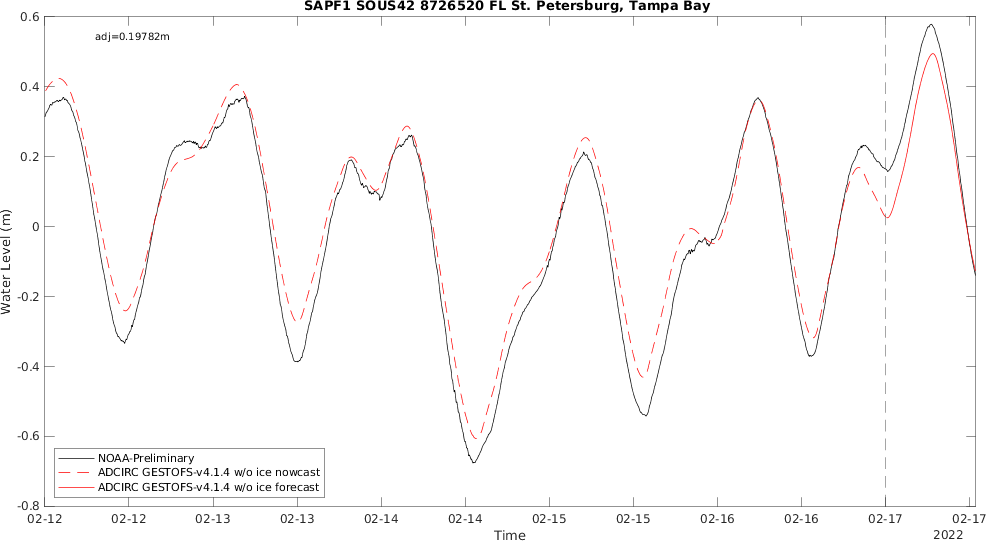 SAPF1 SOUS42 8726520 FL St. Petersburg, Tampa Bay
adj=0.19782m
0.6
0.4
0.2
0
-0.2
-0.4
-0.6
-0.8
Water Level (m)
NOAA-Preliminary
ADCIRC GESTOFS-v4.1.4 w/o ice nowcast
ADCIRC GESTOFS-v4.1.4 w/o ice forecast
02-12 02-12 02-13 02-13 02-14 02-14 02-15 02-15 02-16 02-16 02-17 02-17
Time
2022